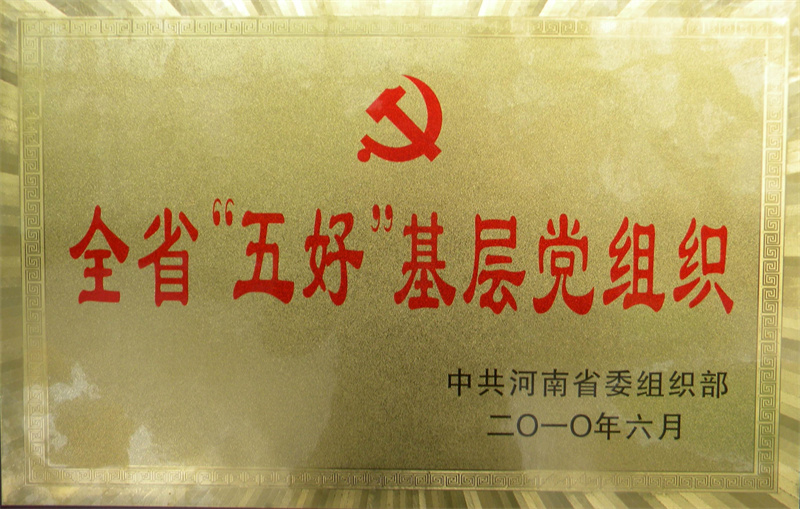 全省“五好”基层党组织
中共河南省委组织部
二〇一〇年六月